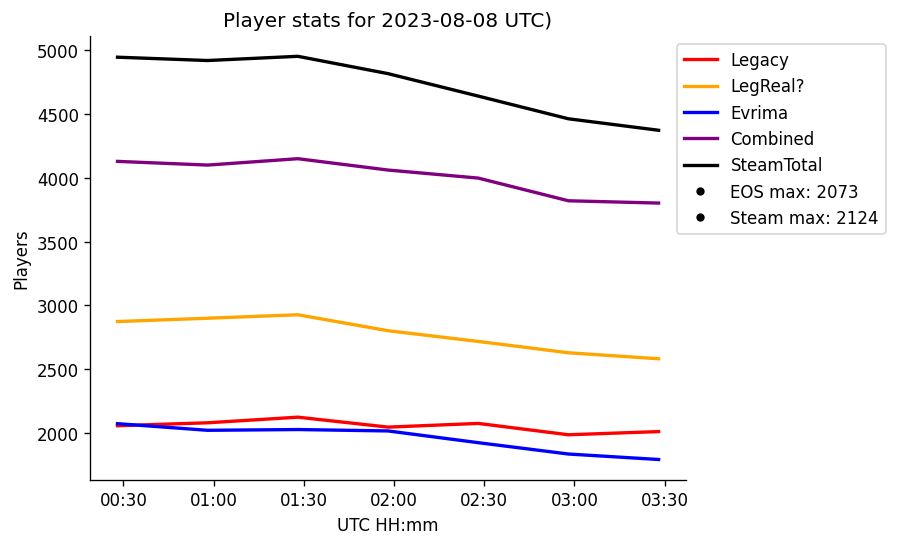 Player stats for 2023-08-08 UTC)
5000
4500
4000
3500
3000
2500
2000
Players
00:30 01:00 01:30 02:00 02:30 03:00 03:30
UTC HH:mm
Legacy
LegReal?
Evrima
Combined
SteamTotal
EOS max: 2073
Steam max: 2124